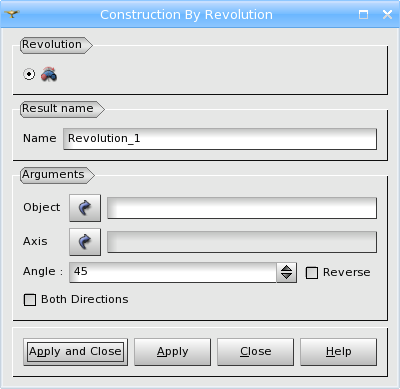 Construction By Revolution
Revolution
Result name
Name Revolution_1
Arguments
Object
Axis
Angle : 45 Reverse
Both Directions
Apply and Close Apply Close Help